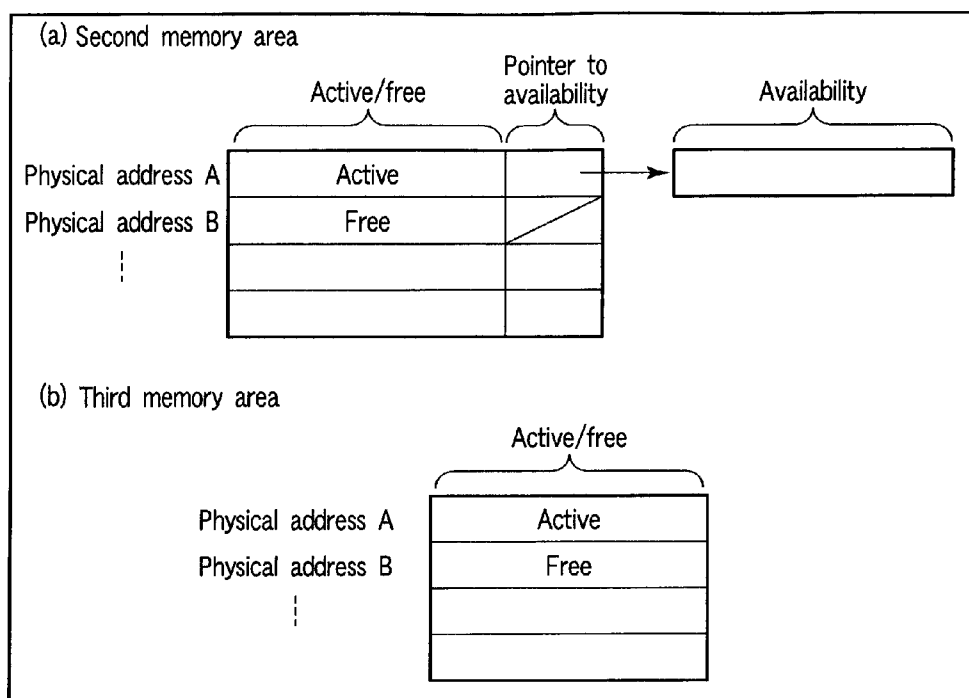 (a) Second memory area
Active/free
Pointer to
availability
Availability
Physical address A
Active
Physical address B
Free
(b) Third memory area
Active/free
Physical address A
Active
Physical address B
Free